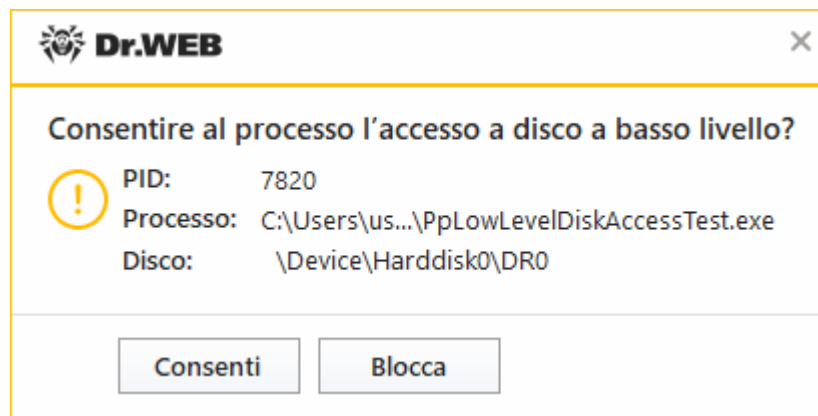 Dr.WEB
Consentire al processo l’accesso a disco a basso livello?
PID: 7820
Processo: C:\Users\us...\PpLowLevelDiskAccessTest.exe
Disco: \Device\Harddisk0\DR0
Consenti Blocca